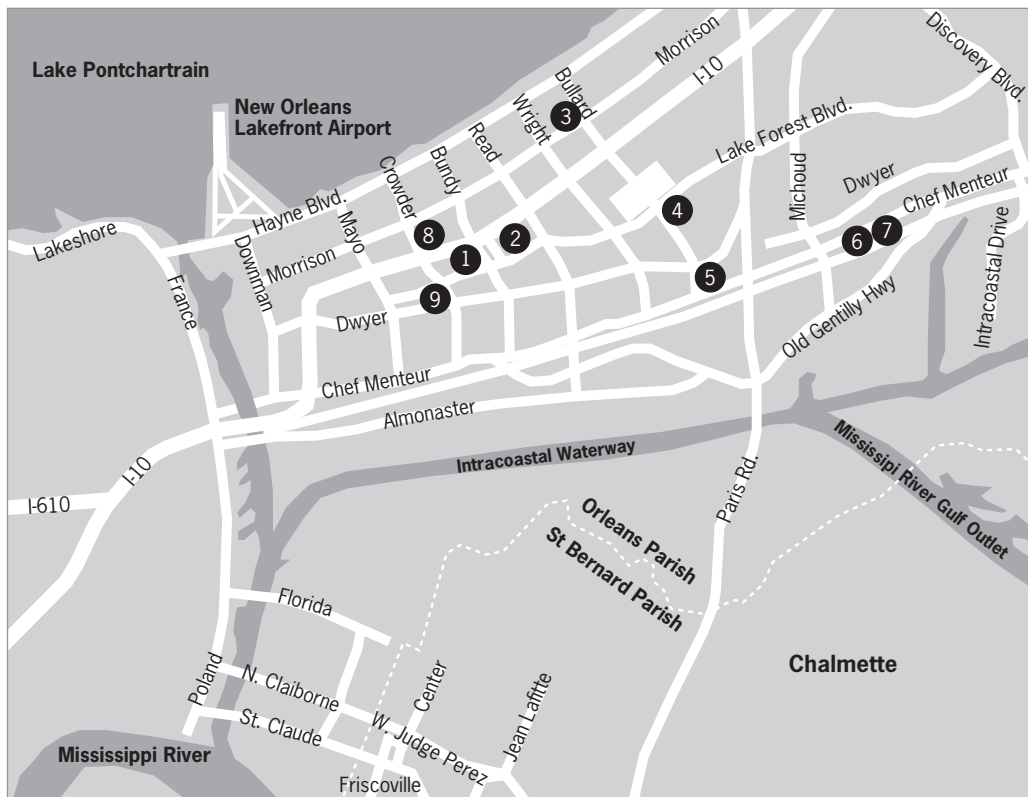 Lake Pontchartrain
New Orleans
Lakefront Airport
Discovery Blvd.
Morrison
I-10
Bullard
Wright
Read
Bundy
Crowder
3
Lake Forest Blvd.
Michoud
Dwyer
Chef Menteur
Hayne Blvd.
Mayo
Lakeshore
France
Downman
Morrison
8
1
2
4
6
7
5
9
Dwyer
Intracoastal Drive
Old Gentilly Hwy
Chef Menteur
Almonaster
I-10
I-610
Intracoastal Waterway
Paris Rd.
Mississipi River Gulf Outlet
Orleans Parish
St Bernard Parish
Florida
Chalmette
Poland
N. Claiborne
Center
St. Claude
W. Judge Perez
Jean Lafitte
Mississippi River
Friscoville